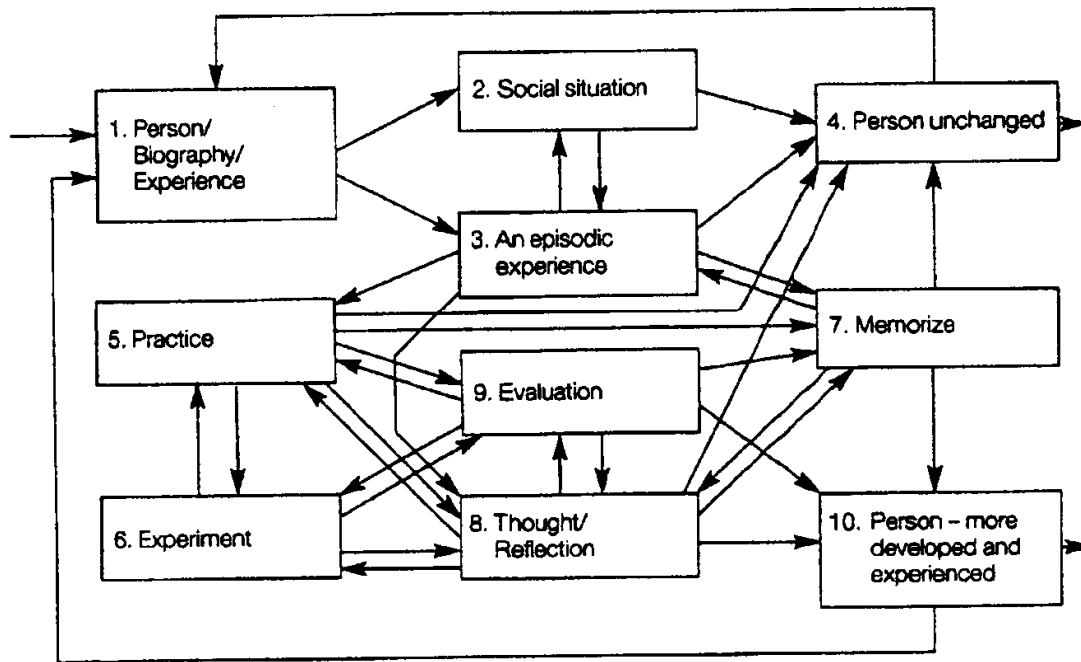 1. Person/
Biography/
Experience
2. Social situation
3. An episodic
experience
4. Person unchanged
5. Practice
6. Experiment
7. Memorize
8. Thought/
Reflection
9. Evaluation
10. Person – more
developed and
experienced